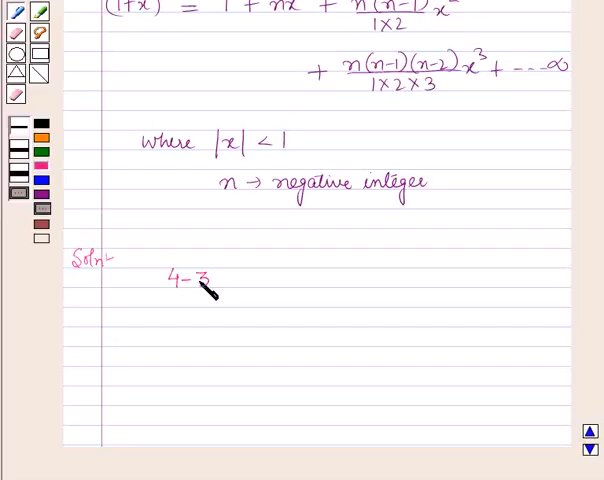 (1+x) = 1 + nx + n(n-1) x²
1×2
+ n(n-1)(n-2) x³ + ---- ∞
1×2×3
where |x| < 1
n → negative integer
Soln:-
4-3